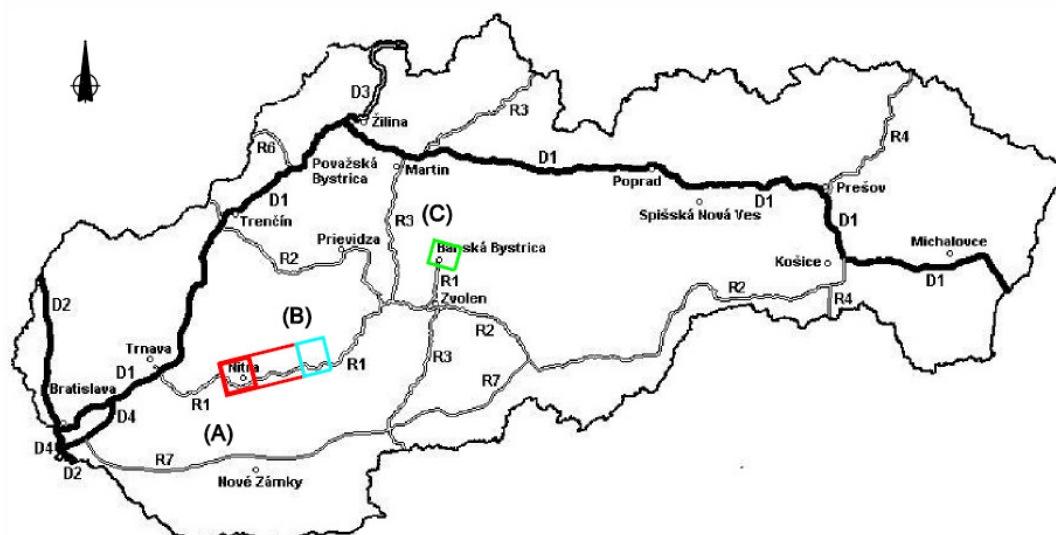 D3
Žilina
R3
R6
R4
Považská
Bystrica
Martin
D1
Poprad
Prešov
D1
Spišská Nová Ves
D1
Trenčín
R3
(C)
D1
Michalovce
Prievidza
Banská Bystrica
Košice
R2
R1
D1
D2
Zvolen
R2
R4
(B)
R2
Trnava
Nitra
R1
R3
D1
Bratislava
R7
R1
D4
(A)
D4
R7
D2
Nové Zámky